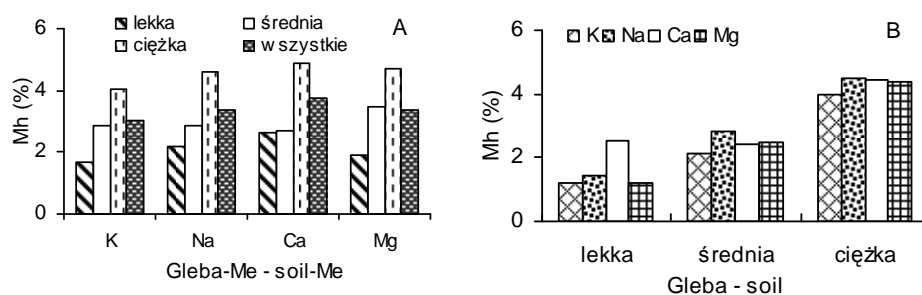 lekka średnia
ciężka w szystkie
A
6
4
2
0
Mh (%)
K Na Ca Mg
Gleba-Me - soil-Me
K Na Ca Mg
B
6
4
2
0
Mh (%)
lekka średnia ciężka
Gleba - soil